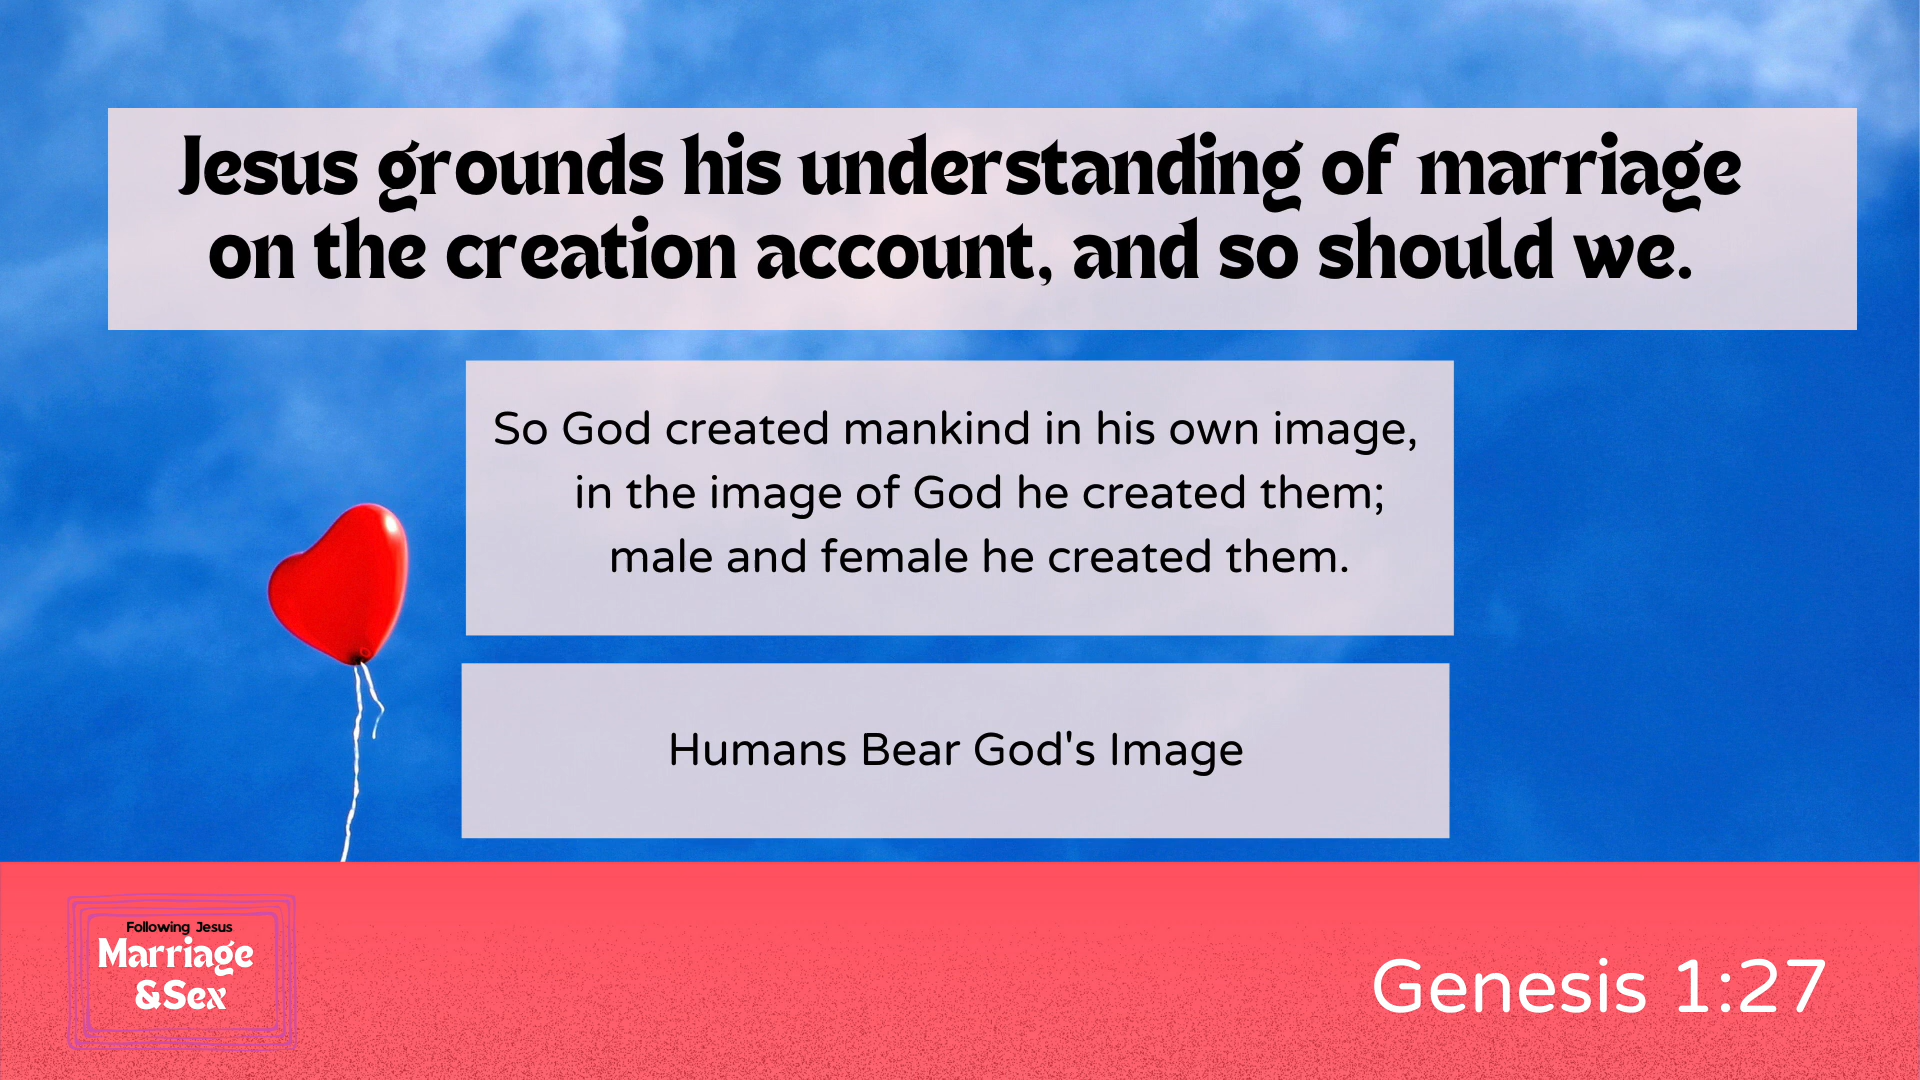 Jesus grounds his understanding of marriage
on the creation account, and so should we.
So God created mankind in his own image,
in the image of God he created them;
male and female he created them.
Humans Bear God's Image
Following Jesus
Marriage
&Sex
Genesis 1:27